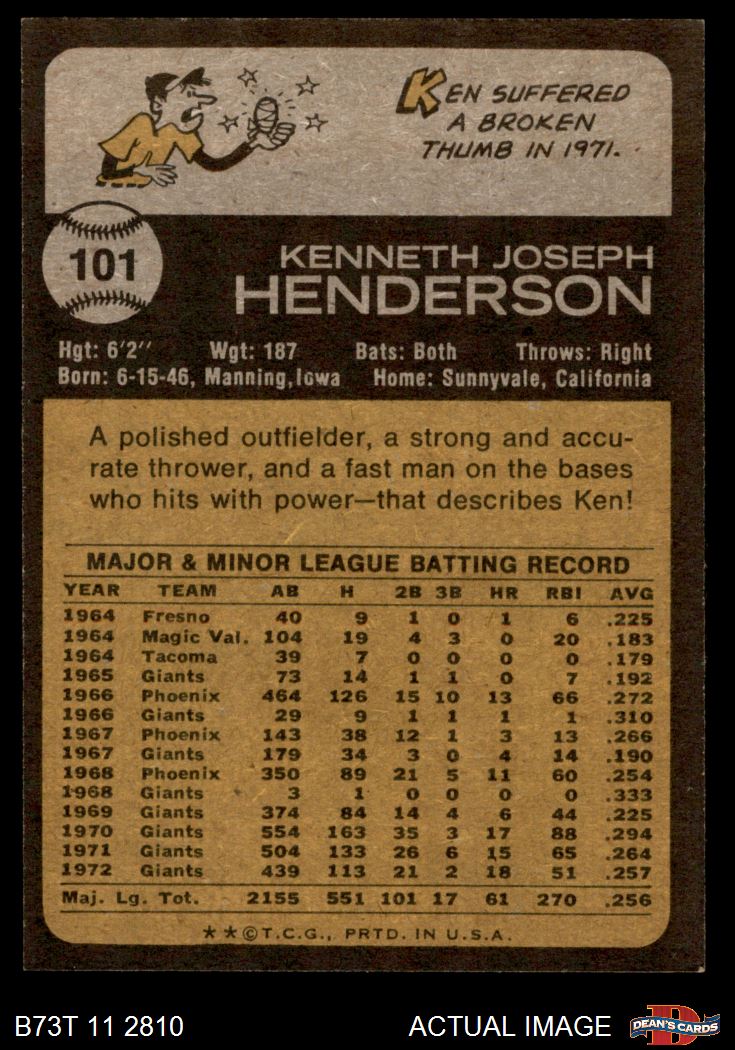 KEN SUFFERED
A BROKEN
THUMB IN 1971.
101
KENNETH JOSEPH
HENDERSON
Hgt: 6'2" Wgt: 187 Bats: Both Throws: Right
Born: 6-15-46, Manning, Iowa Home: Sunnyvale, California
A polished outfielder, a strong and accu-
rate thrower, and a fast man on the bases
who hits with power—that describes Ken!
MAJOR & MINOR LEAGUE BATTING RECORD
YEAR TEAM AB H 2B 3B HR RBI AVG
1964 Fresno 40 9 1 0 1 6 .225
1964 Magic Val. 104 19 4 3 0 20 .183
1964 Tacoma 39 7 0 0 0 0 .179
1965 Giants 73 14 1 1 0 7 .192
1966 Phoenix 464 126 15 10 13 66 .272
1966 Giants 29 9 1 1 1 1 .310
1967 Phoenix 143 38 12 1 3 13 .266
1967 Giants 179 34 3 0 4 14 .190
1968 Phoenix 350 89 21 5 11 60 .254
1968 Giants 3 1 0 0 0 0 .333
1969 Giants 374 84 14 4 6 44 .225
1970 Giants 554 163 35 3 17 88 .294
1971 Giants 504 133 26 6 15 65 .264
1972 Giants 439 113 21 2 18 51 .257
Maj. Lg. Tot. 2155 551 101 17 61 270 .256
★★©T.C.G., PRTD. IN U.S.A.
B73T 11 2810 ACTUAL IMAGE D DEAN'S CARDS